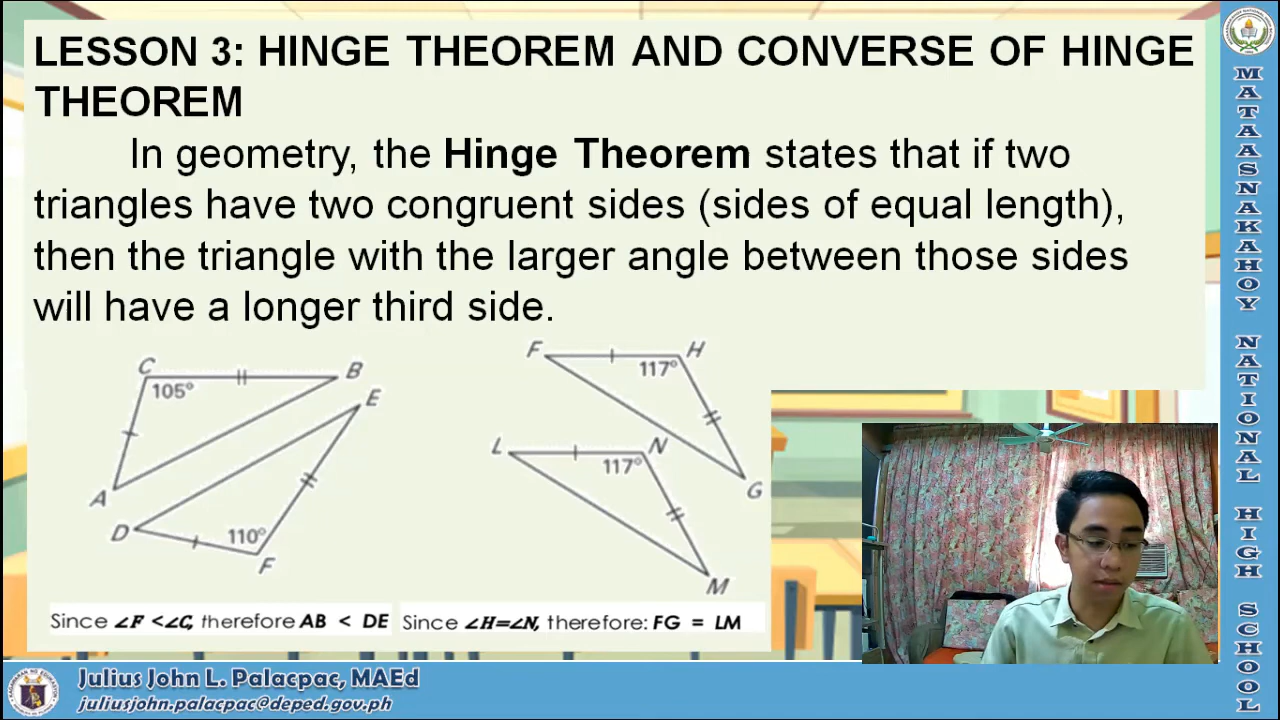 LESSON 3: HINGE THEOREM AND CONVERSE OF HINGE
THEOREM
In geometry, the Hinge Theorem states that if two
triangles have two congruent sides (sides of equal length),
then the triangle with the larger angle between those sides
will have a longer third side.
C
B
105°
E
A
D
110°
F
F
H
117°
L
N
117°
G
M
Since ∠F <∠C, therefore AB < DE
Since ∠H=∠N, therefore: FG = LM
Julius John L. Palacpac, MAEd
juliusjohn.palacpac@deped.gov.ph
MATASNAKAHOY NATIONAL HIGH SCHOOL